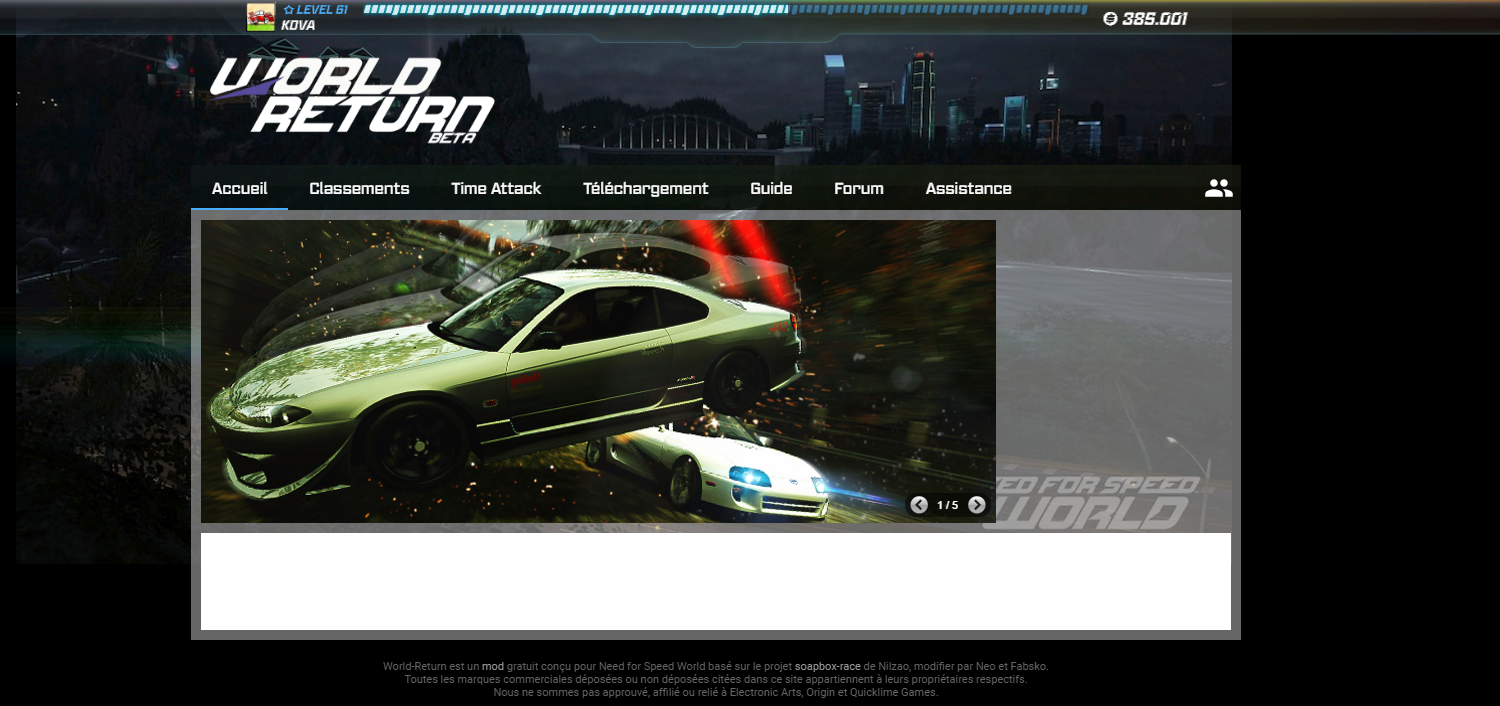 LEVEL 61
KOVA
385.001
WORLD
RETURN
BETA
Accueil Classements Time Attack Téléchargement Guide Forum Assistance
1 / 5
ED FOR SPEED
WORLD
World-Return est un mod gratuit conçu pour Need for Speed World basé sur le projet soapbox-race de Nilzao, modifier par Neo et Fabsko.
Toutes les marques commerciales déposées ou non déposées citées dans ce site appartiennent à leurs propriétaires respectifs.
Nous ne sommes pas approuvé, affilié ou relié à Electronic Arts, Origin et Quicklime Games.